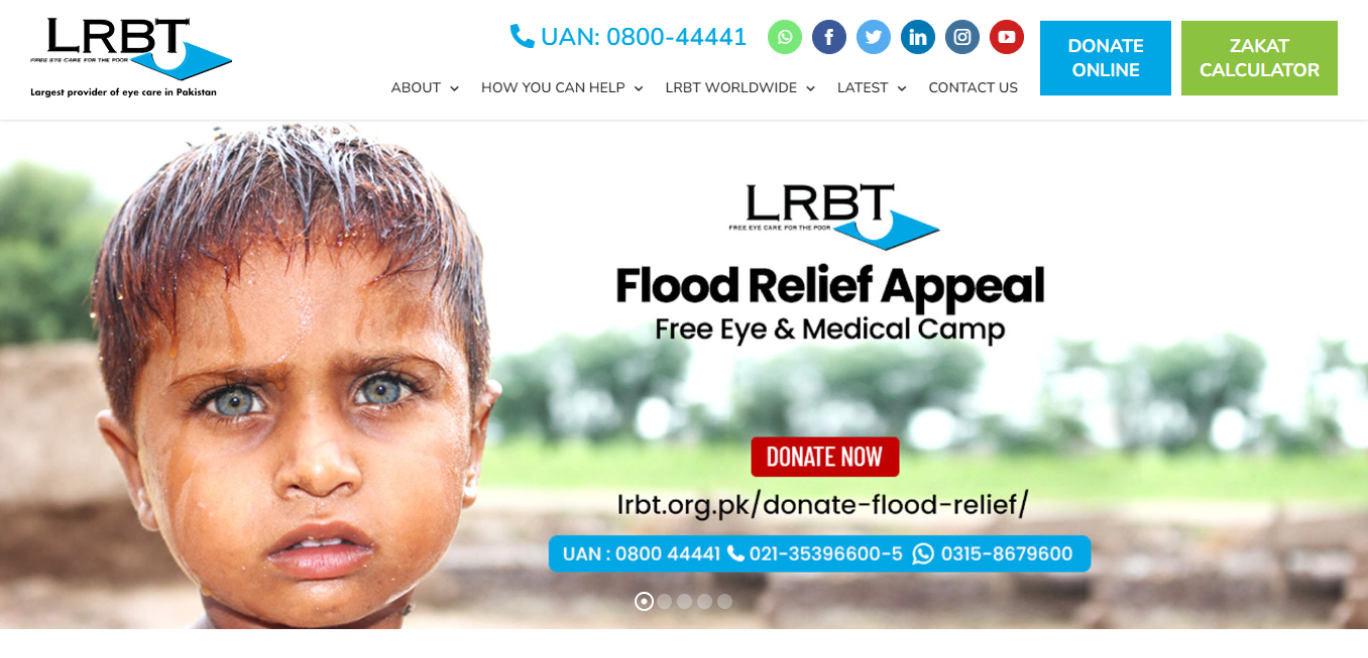 LRBT
FREE EYE CARE FOR THE POOR
Largest provider of eye care in Pakistan
UAN: 0800-44441
DONATE
ONLINE
ZAKAT
CALCULATOR
ABOUT
HOW YOU CAN HELP
LRBT WORLDWIDE
LATEST
CONTACT US
LRBT
FREE EYE CARE FOR THE POOR
Flood Relief Appeal
Free Eye & Medical Camp
DONATE NOW
lrbt.org.pk/donate-flood-relief/
UAN : 0800 44441 021-35396600-5 0315-8679600